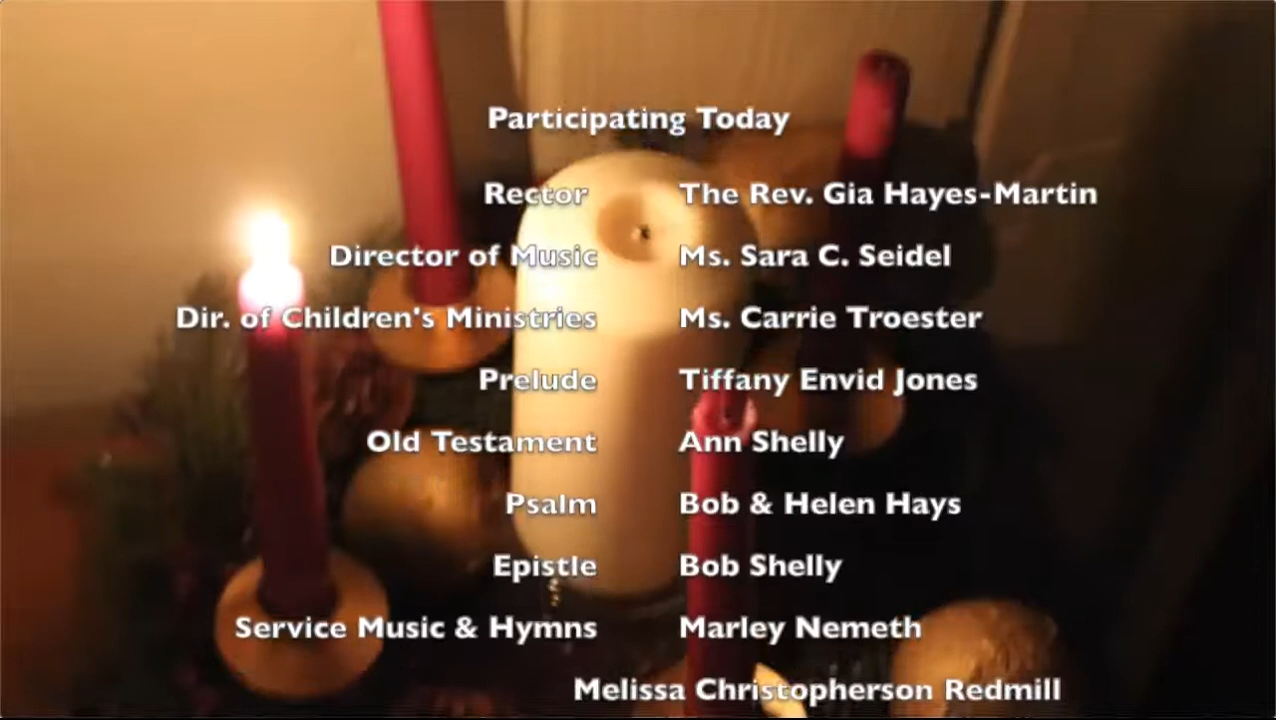 Participating Today
Rector The Rev. Gia Hayes-Martin
Director of Music Ms. Sara C. Seidel
Dir. of Children's Ministries Ms. Carrie Troester
Prelude Tiffany Envid Jones
Old Testament Ann Shelly
Psalm Bob & Helen Hays
Epistle Bob Shelly
Service Music & Hymns Marley Nemeth
Melissa Christopherson Redmill